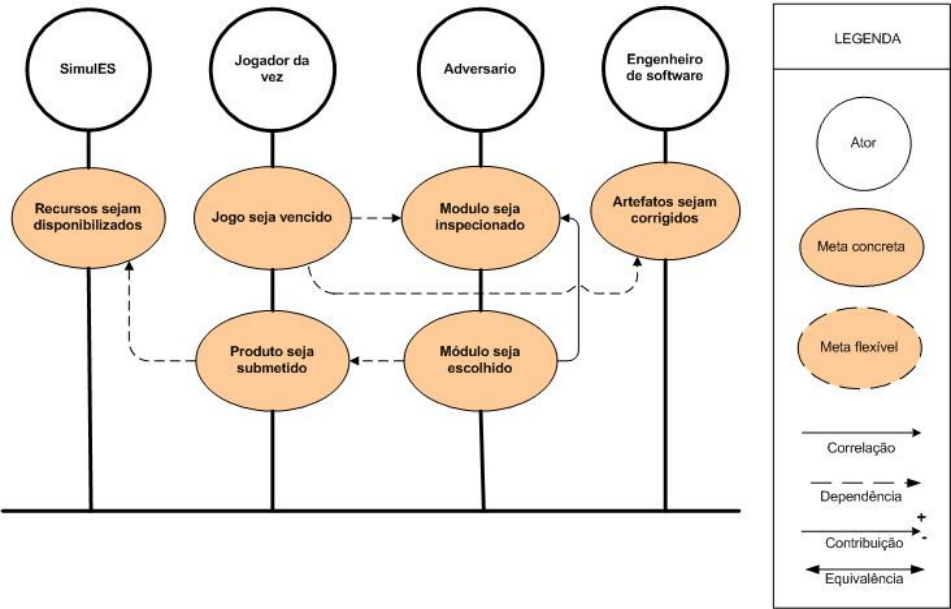 SimulES
Jogador da
vez
Adversario
Engenheiro
de software
Recursos sejam
disponibilizados
Jogo seja vencido
Modulo seja
inspecionado
Artefatos sejam
corrigidos
Produto seja
submetido
Módulo seja
escolhido
LEGENDA
Ator
Meta concreta
Meta flexível
Correlação
Dependência
+
-
Contribuição
Equivalência